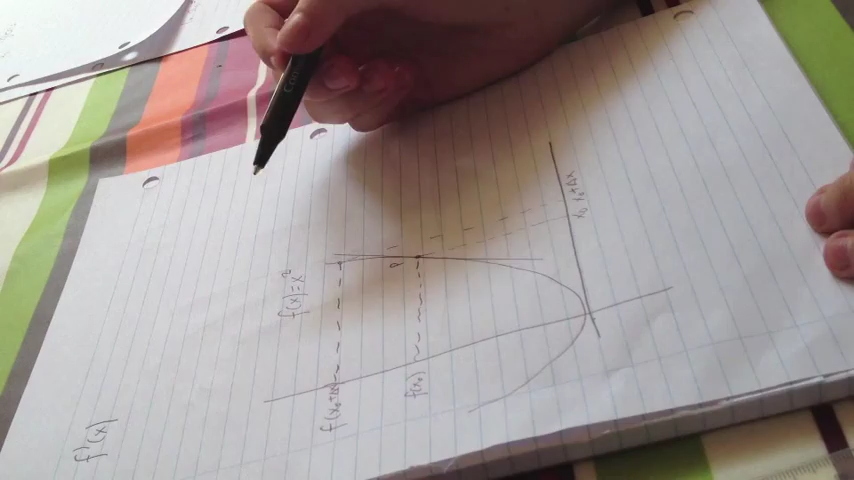 f'(x)
f(x)=x²
f(x₀+Δx)
f(x₀)
x₀ x₀+Δx